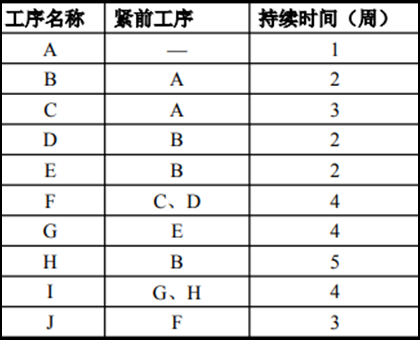 工序名称 紧前工序 持续时间（周）
A — 1
B A 2
C A 3
D B 2
E B 2
F C、D 4
G E 4
H B 5
I G、H 4
J F 3